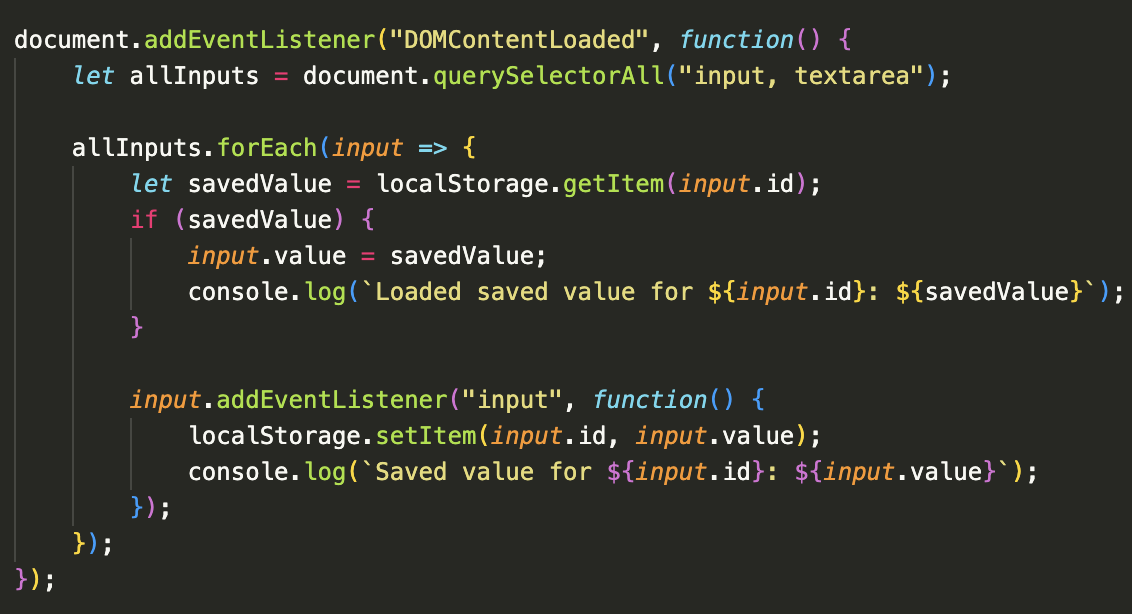 document.addEventListener("DOMContentLoaded", function() {
    let allInputs = document.querySelectorAll("input, textarea");

    allInputs.forEach(input => {
        let savedValue = localStorage.getItem(input.id);
        if (savedValue) {
            input.value = savedValue;
            console.log(`Loaded saved value for ${input.id}: ${savedValue}`);
        }

        input.addEventListener("input", function() {
            localStorage.setItem(input.id, input.value);
            console.log(`Saved value for ${input.id}: ${input.value}`);
        });
    });
});